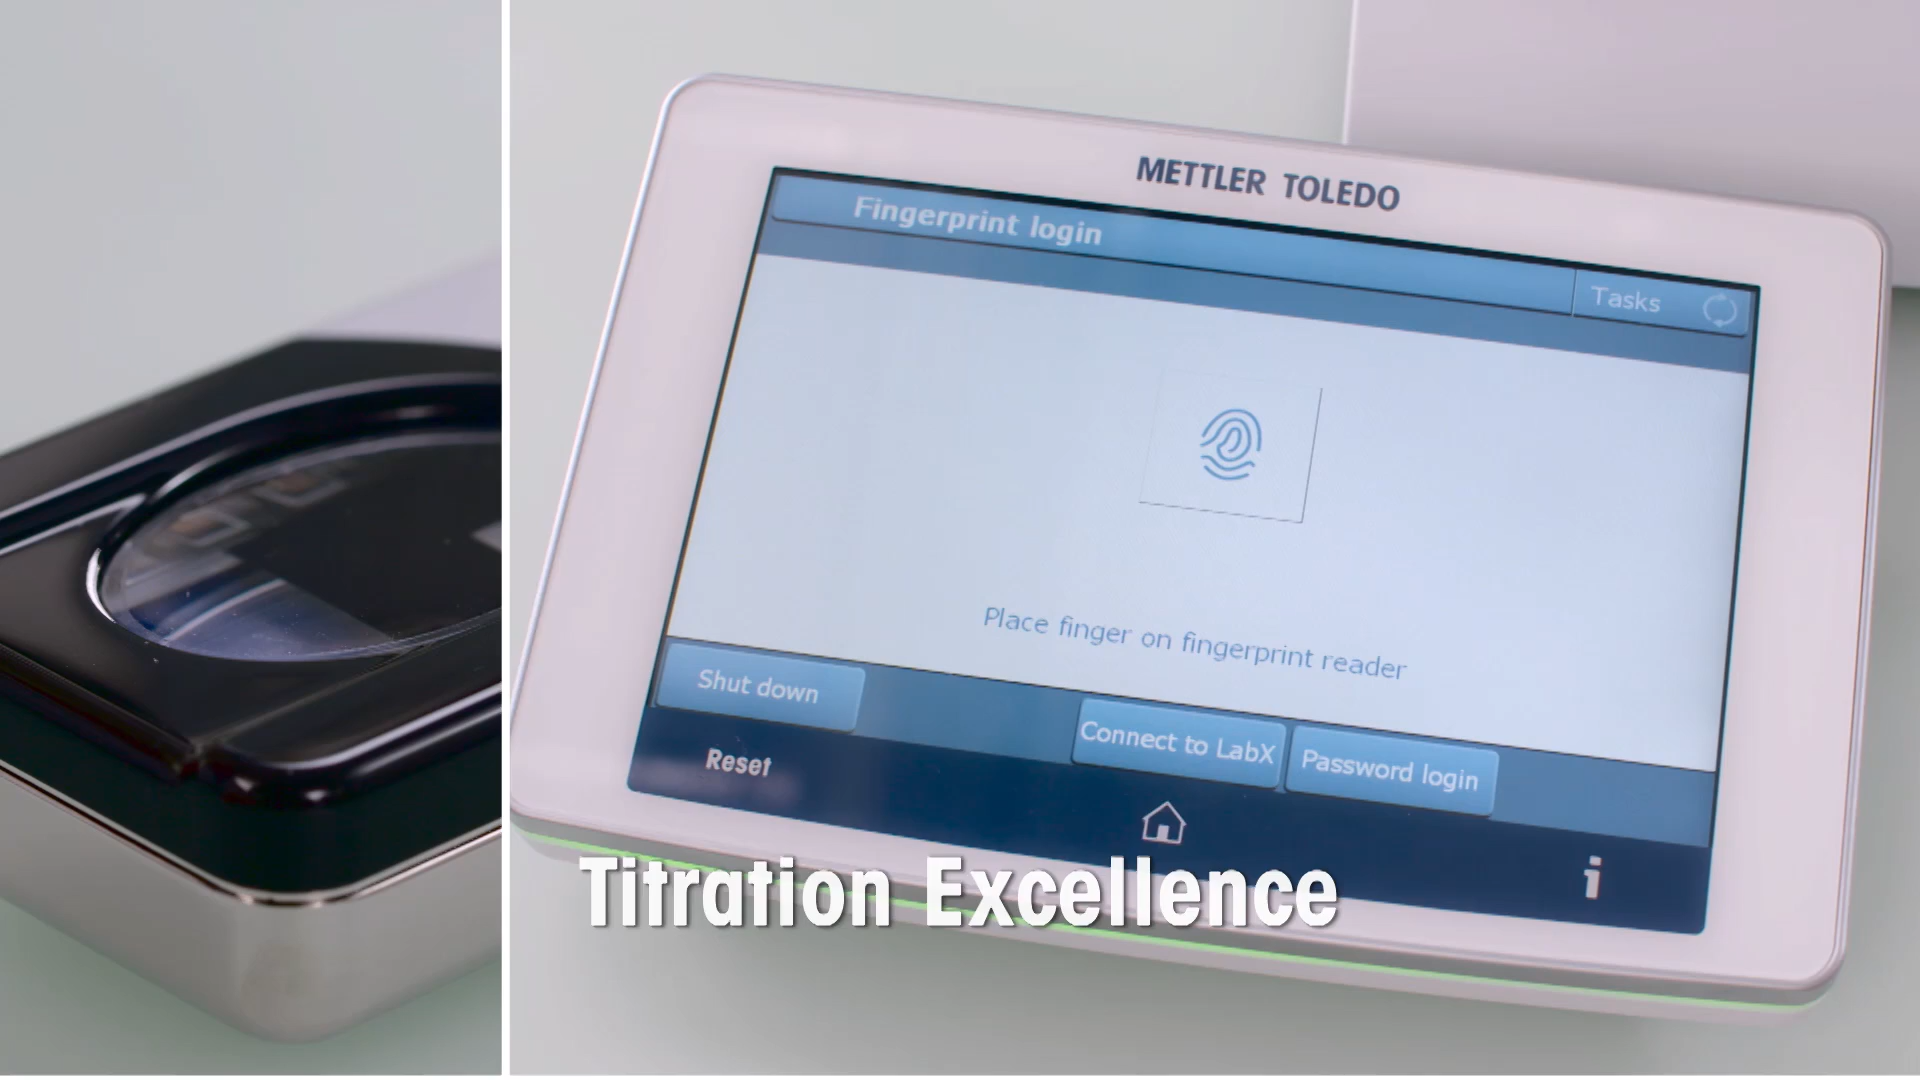 METTLER TOLEDO
Fingerprint login
Tasks
Place finger on fingerprint reader
Shut down
Connect to LabX
Password login
Reset
i
Titration Excellence